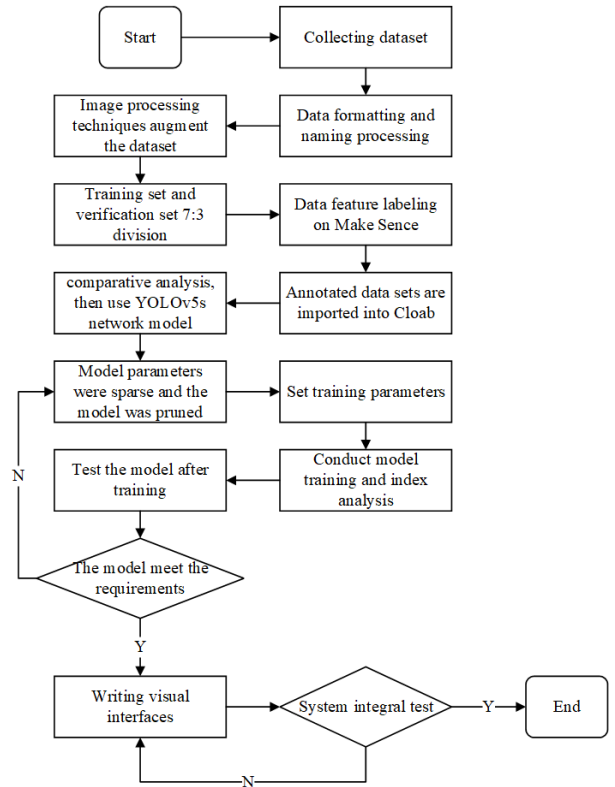 Start
Collecting dataset
Data formatting and
naming processing
Image processing
techniques augment
the dataset
Training set and
verification set 7:3
division
Data feature labeling
on Make Sence
Annotated data sets are
imported into Cloab
comparative analysis,
then use YOLOv5s
network model
Model parameters
were sparse and the
model was pruned
Set training parameters
Conduct model
training and index
analysis
Test the model after
training
N
The model meet the
requirements
Y
Writing visual
interfaces
System integral test
Y
End
N